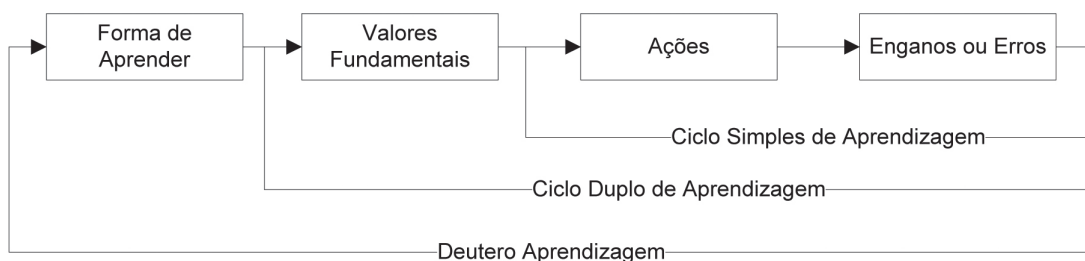 Forma de
Aprender
Valores
Fundamentais
Ações
Enganos ou Erros
Ciclo Simples de Aprendizagem
Ciclo Duplo de Aprendizagem
Deutero Aprendizagem